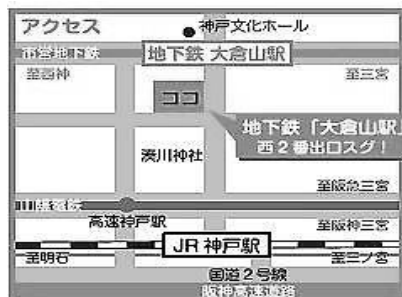 アクセス
神戸文化ホール
市営地下鉄
地下鉄 大倉山駅
至西神
至三宮
ココ
地下鉄「大倉山駅」
西2番出口スグ!
湊川神社
至阪急三宮
山陽電鉄
高速神戸駅
至阪神三宮
JR 神戸駅
至明石
至三ノ宮
国道2号線
阪神高速道路